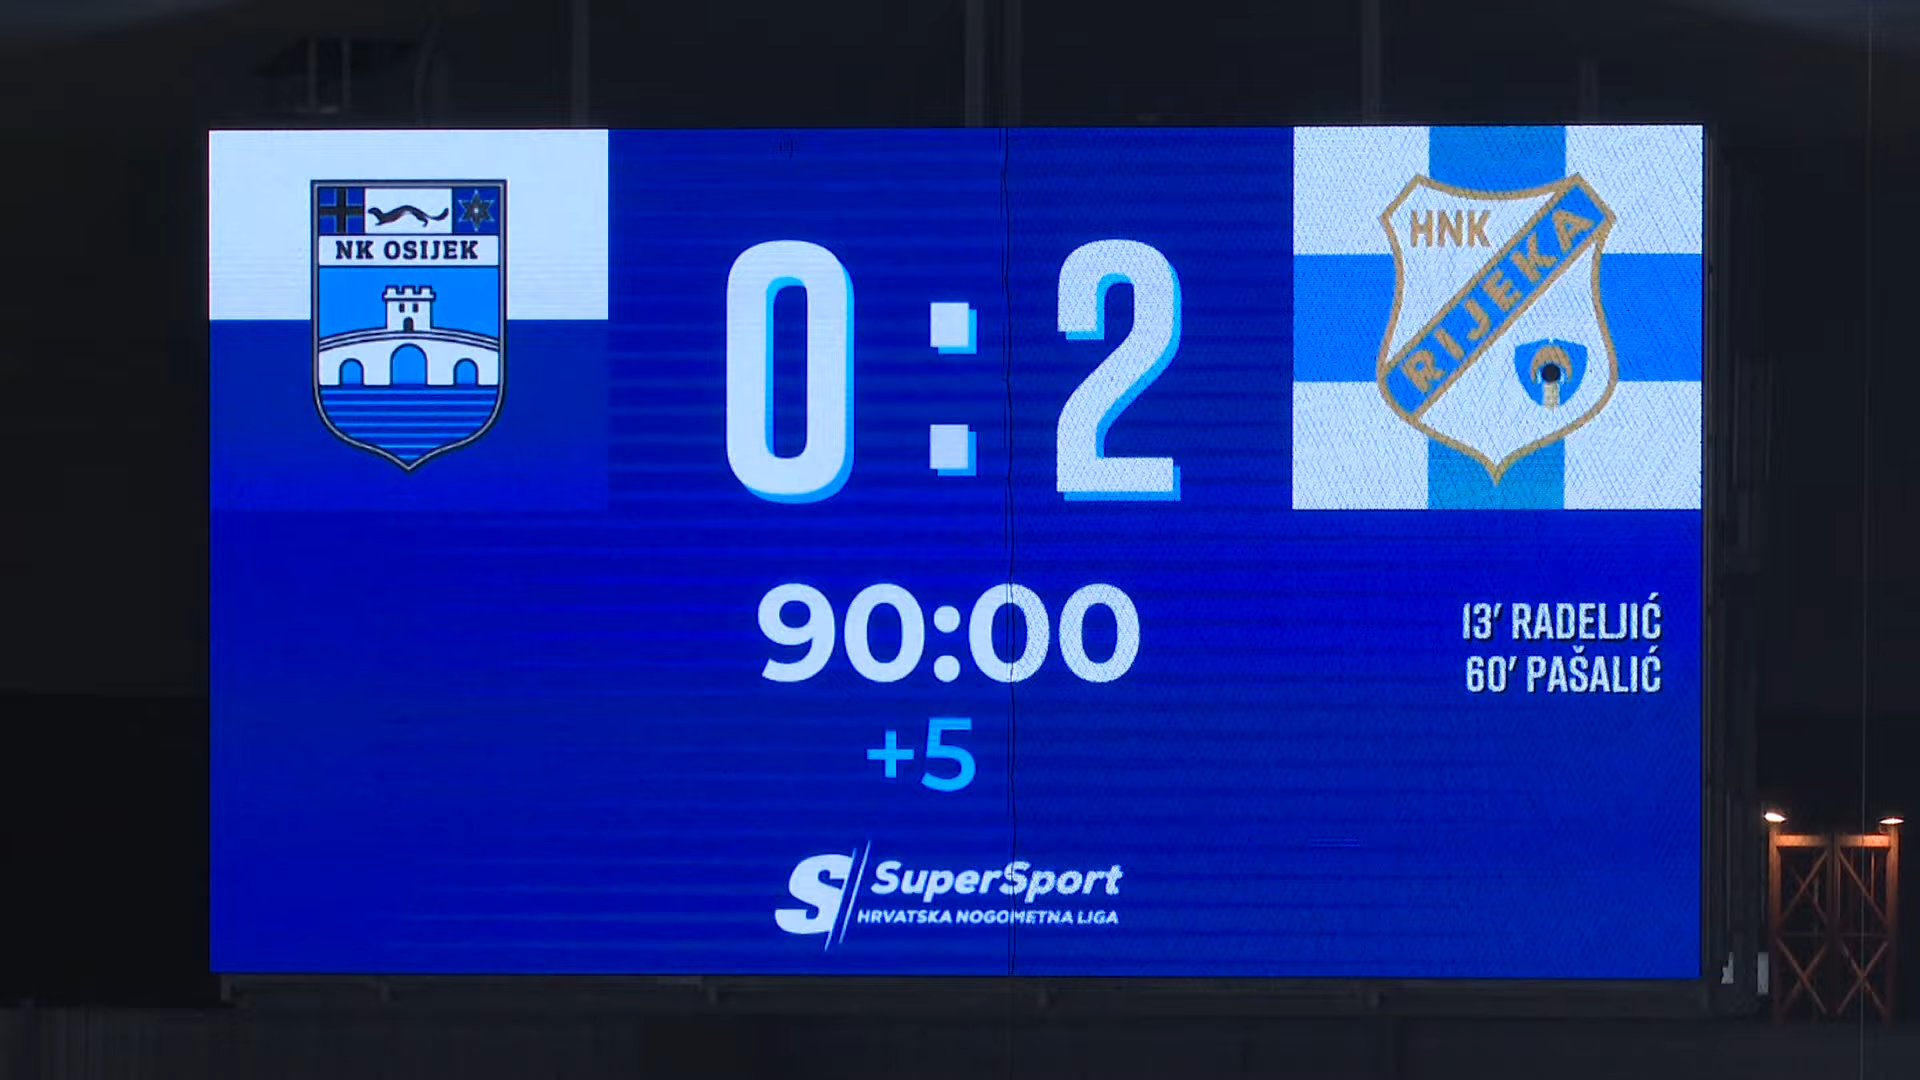 NK OSIJEK
0 : 2
HNK
RIJEKA
90:00
+5
13' RADELJIĆ
60' PAŠALIĆ
S SuperSport
HRVATSKA NOGOMETNA LIGA